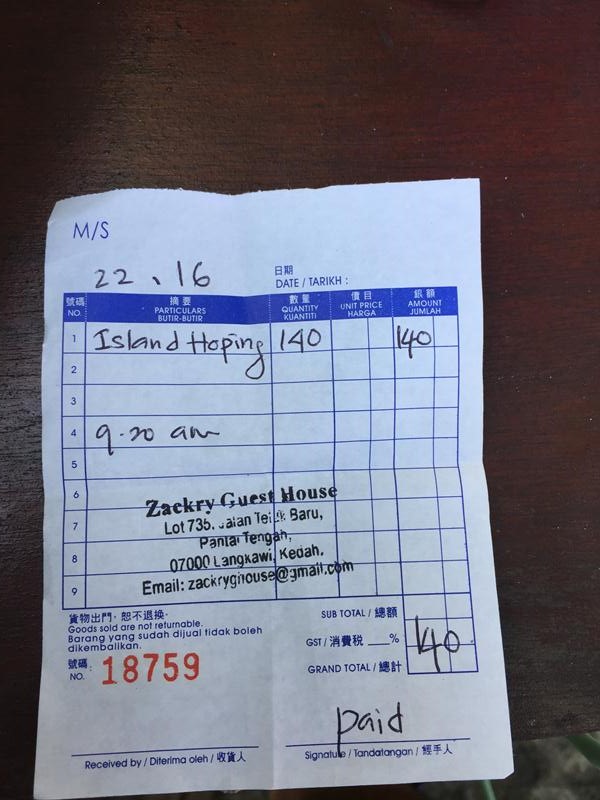 M/S
22、16
日期
DATE / TARIKH :
號碼 摘要 數量 價目 銀額
NO. PARTICULARS QUANTITY UNIT PRICE AMOUNT
BUTIR-BUTIR KUANTITI HARGA JUMLAH
1 Island Hoping 140 140
2
3
4 9.20 am
5
6
Zackry Guest House
7 Lot 735, Jalan Teluk Baru,
Pantai Tengah,
8 07000 Langkawi, Kedah.
9 Email: zackryghouse@gmail.com
貨物出門，恕不退換。
Goods sold are not returnable.
Barang yang sudah dijual tidak boleh
dikembalikan.
SUB TOTAL / 總額
GST / 消費税 ___% 140
GRAND TOTAL / 總計
號碼
NO. : 18759
paid
Received by / Diterima oleh / 收貨人
Signature / Tandatangan / 經手人